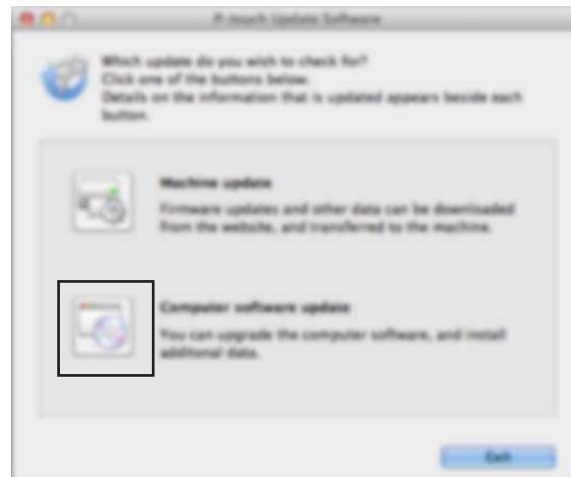 P-touch Update Software
Which update do you wish to check for?
Click one of the buttons below.
Details on the information that is updated appears beside each
button.
Machine update
Firmware updates and other data can be downloaded
from the website, and transferred to the machine.
Computer software update
You can upgrade the computer software, and install
additonal data.
Exit